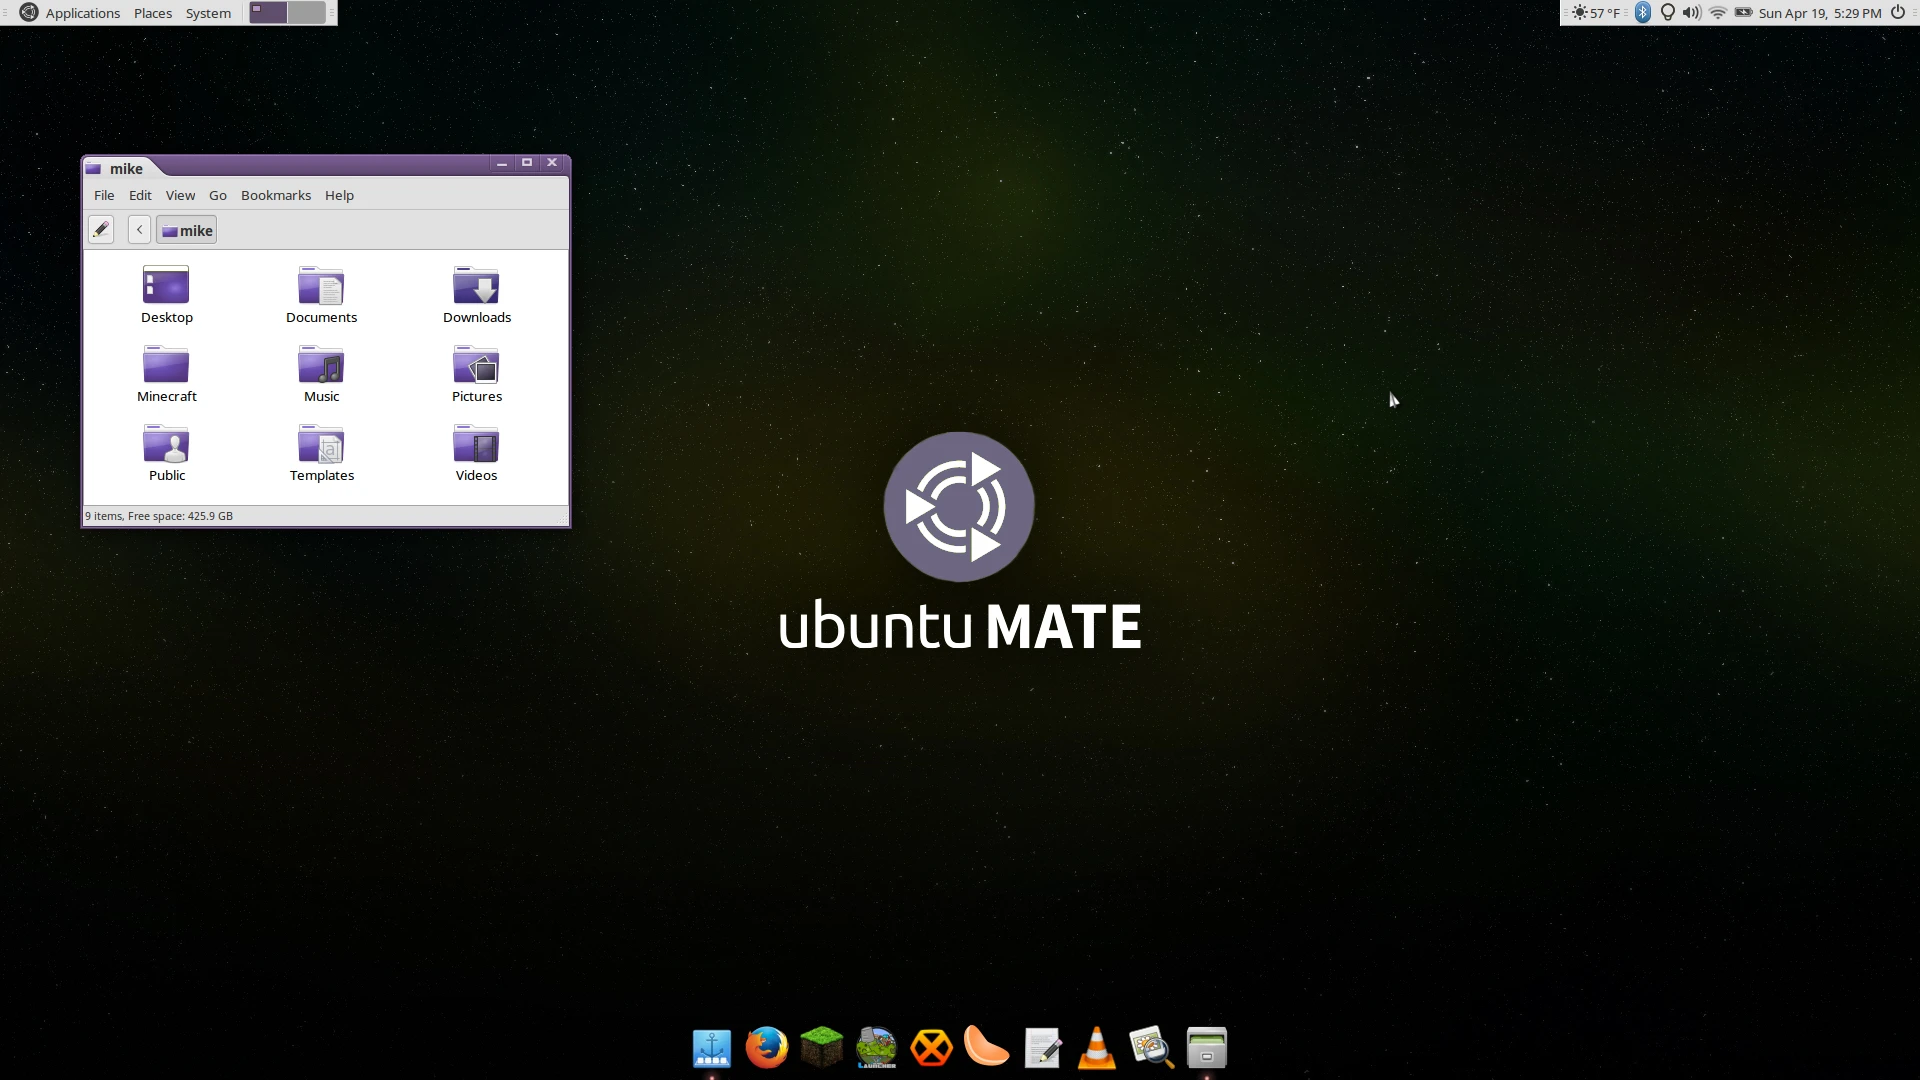 Applications Places System
57 °F Sun Apr 19, 5:29 PM
mike
File Edit View Go Bookmarks Help
mike
Desktop Documents Downloads
Minecraft Music Pictures
Public Templates Videos
9 items, Free space: 425.9 GB
ubuntu MATE
LAUNCHER